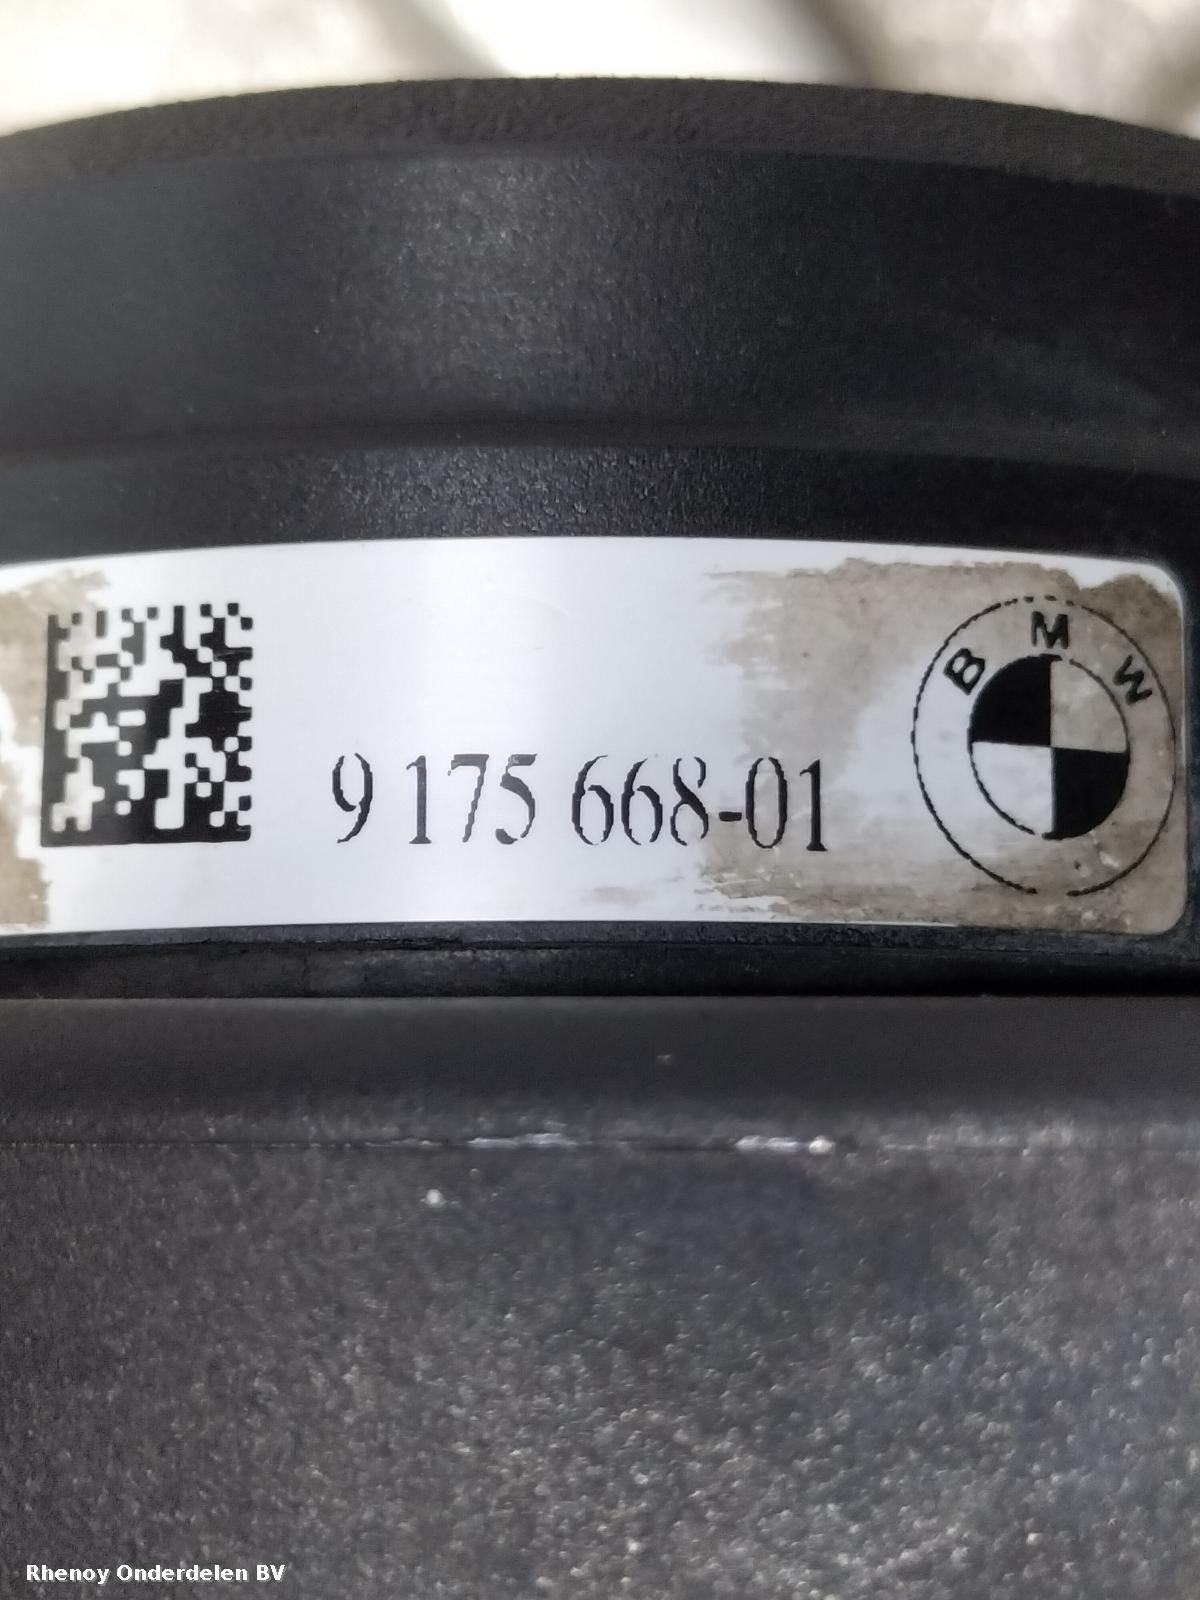 BMW
9 175 668-01
Rhenoy Onderdelen BV